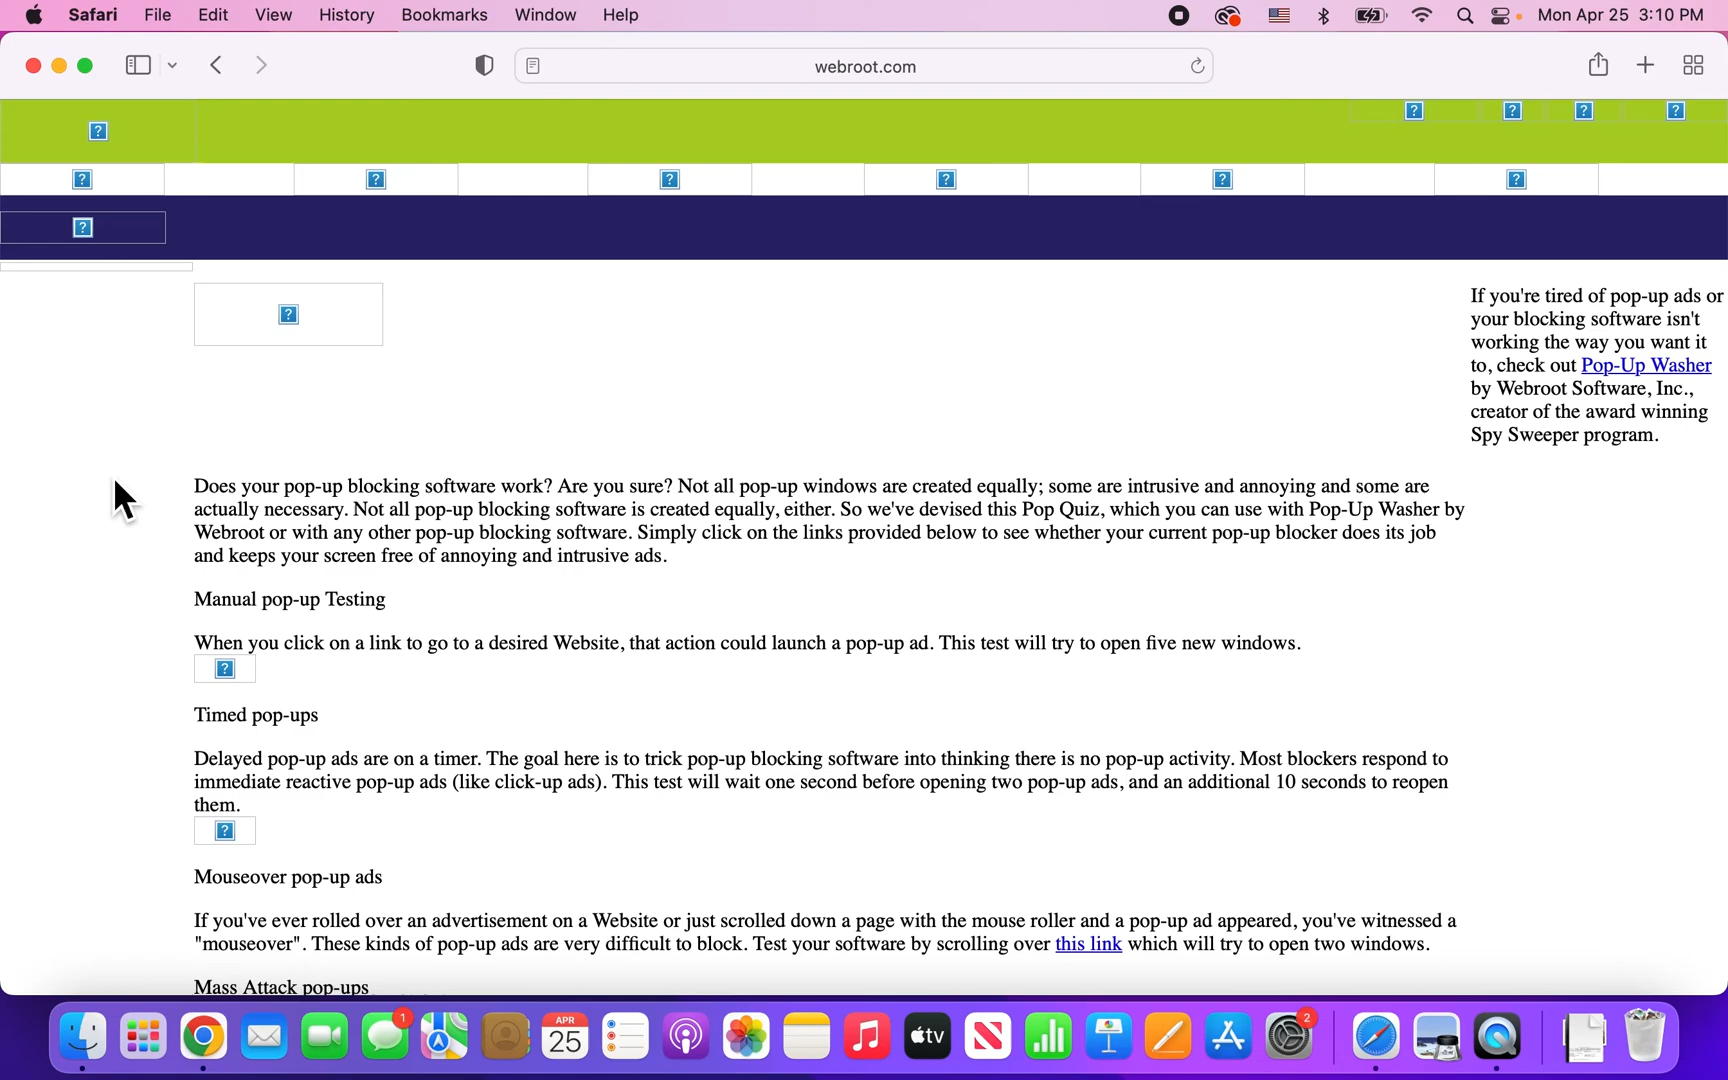 Safari File Edit View History Bookmarks Window Help Mon Apr 25 3:10 PM
webroot.com
If you're tired of pop-up ads or
your blocking software isn't
working the way you want it
to, check out Pop-Up Washer
by Webroot Software, Inc.,
creator of the award winning
Spy Sweeper program.
Does your pop-up blocking software work? Are you sure? Not all pop-up windows are created equally; some are intrusive and annoying and some are
actually necessary. Not all pop-up blocking software is created equally, either. So we've devised this Pop Quiz, which you can use with Pop-Up Washer by
Webroot or with any other pop-up blocking software. Simply click on the links provided below to see whether your current pop-up blocker does its job
and keeps your screen free of annoying and intrusive ads.
Manual pop-up Testing
When you click on a link to go to a desired Website, that action could launch a pop-up ad. This test will try to open five new windows.
Timed pop-ups
Delayed pop-up ads are on a timer. The goal here is to trick pop-up blocking software into thinking there is no pop-up activity. Most blockers respond to
immediate reactive pop-up ads (like click-up ads). This test will wait one second before opening two pop-up ads, and an additional 10 seconds to reopen
them.
Mouseover pop-up ads
If you've ever rolled over an advertisement on a Website or just scrolled down a page with the mouse roller and a pop-up ad appeared, you've witnessed a
"mouseover". These kinds of pop-up ads are very difficult to block. Test your software by scrolling over this link which will try to open two windows.
Mass Attack pop-ups
1
APR
25
tv
2